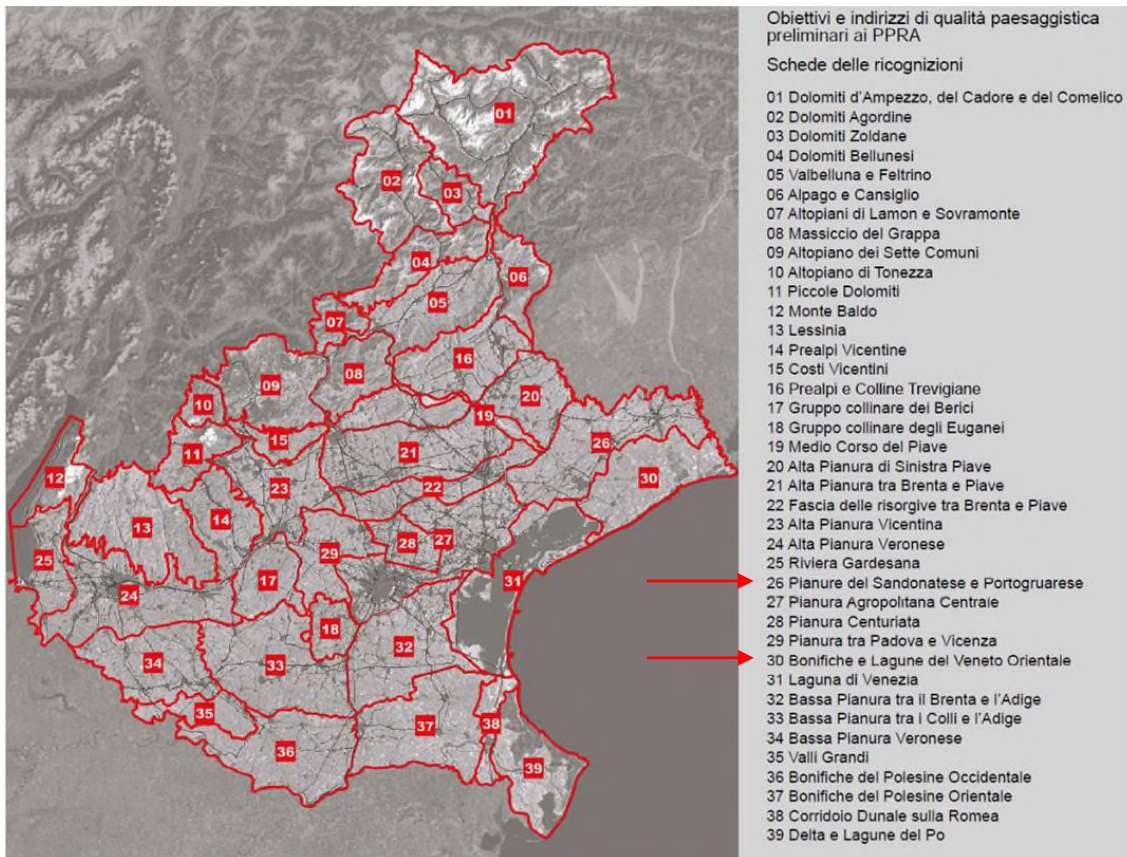 Obiettivi e indirizzi di qualità paesaggistica
preliminari ai PPRA
Schede delle ricognizioni
01 Dolomiti d'Ampezzo, del Cadore e del Comelico
02 Dolomiti Agordine
03 Dolomiti Zoldane
04 Dolomiti Bellunesi
05 Valbelluna e Feltrino
06 Alpago e Cansiglio
07 Altopiani di Lamon e Sovramonte
08 Massiccio del Grappa
09 Altopiano dei Sette Comuni
10 Altopiano di Tonezza
11 Piccole Dolomiti
12 Monte Baldo
13 Lessinia
14 Prealpi Vicentine
15 Costi Vicentini
16 Prealpi e Colline Trevigiane
17 Gruppo collinare dei Berici
18 Gruppo collinare degli Euganei
19 Medio Corso del Piave
20 Alta Pianura di Sinistra Piave
21 Alta Pianura tra Brenta e Piave
22 Fascia delle risorgive tra Brenta e Piave
23 Alta Pianura Vicentina
24 Alta Pianura Veronese
25 Riviera Gardesana
26 Pianure del Sandonatese e Portogruarese
27 Pianura Agropolitana Centrale
28 Pianura Centuriata
29 Pianura tra Padova e Vicenza
30 Bonifiche e Lagune del Veneto Orientale
31 Laguna di Venezia
32 Bassa Pianura tra il Brenta e l'Adige
33 Bassa Pianura tra i Colli e l'Adige
34 Bassa Pianura Veronese
35 Valli Grandi
36 Bonifiche del Polesine Occidentale
37 Bonifiche del Polesine Orientale
38 Corridoio Dunale sulla Romea
39 Delta e Lagune del Po
01
02
03
04
06
05
07
16
08
09
10
20
19
15
26
11
21
30
12
23
22
13
14
28
27
29
25
31
17
24
18
32
34
33
35
38
37
36
39